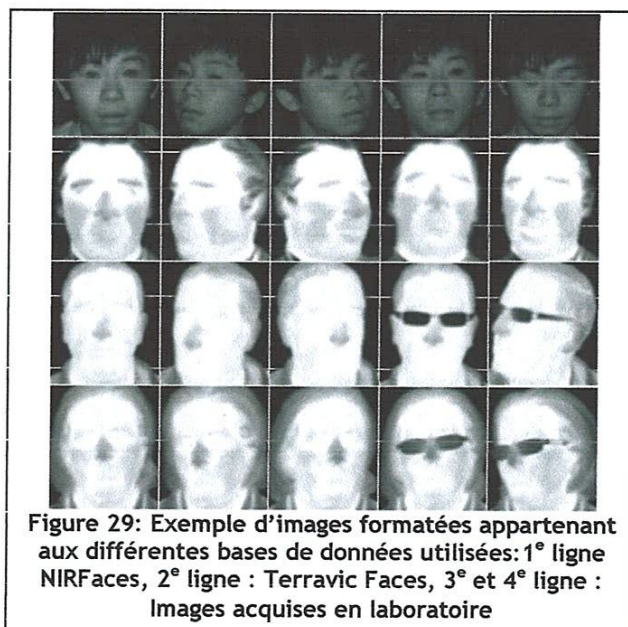 Figure 29: Exemple d'images formatées appartenant
aux différentes bases de données utilisées: 1e ligne
NIRFaces, 2e ligne : Terravic Faces, 3e et 4e ligne :
Images acquises en laboratoire